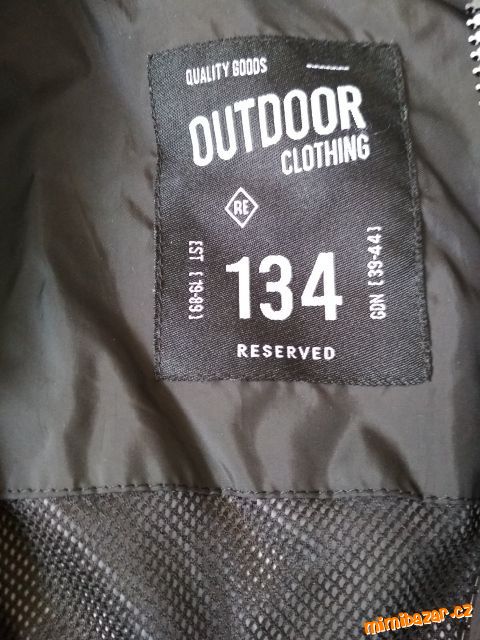 QUALITY GOODS
OUTDOOR
CLOTHING
RE
EST [19-89]
134
GDN [39-44]
RESERVED
mimibazar.cz